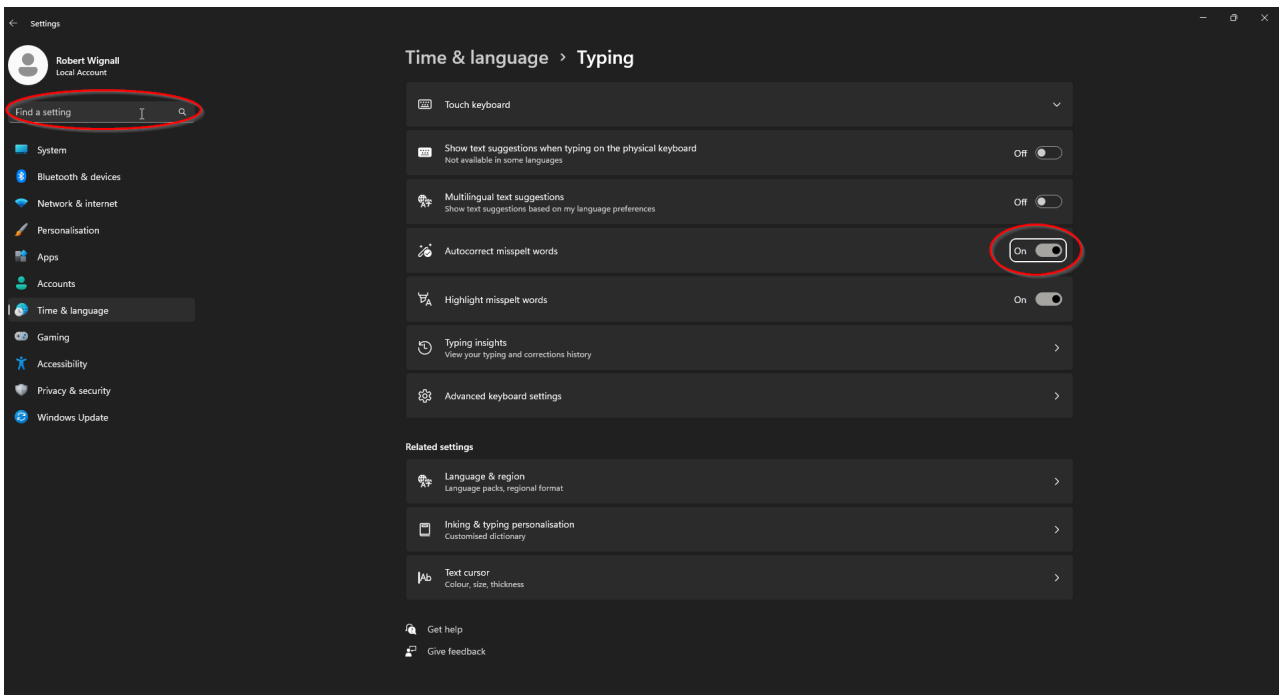 Settings
Robert Wignall
Local Account
Find a setting
System
Bluetooth & devices
Network & internet
Personalisation
Apps
Accounts
Time & language
Gaming
Accessibility
Privacy & security
Windows Update
Time & language > Typing
Touch keyboard
Show text suggestions when typing on the physical keyboard
Not available in some languages
Off
Multilingual text suggestions
Show text suggestions based on my language preferences
Off
Autocorrect misspelt words
On
Highlight misspelt words
On
Typing insights
View your typing and corrections history
Advanced keyboard settings
Related settings
Language & region
Language packs, regional format
Inking & typing personalisation
Customised dictionary
Text cursor
Colour, size, thickness
Get help
Give feedback